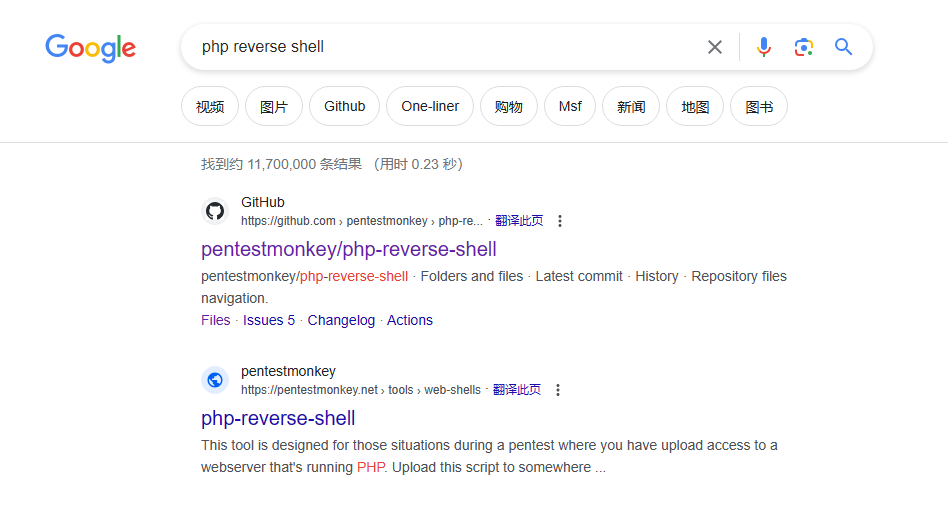 Google
php reverse shell
视频 图片 Github One-liner 购物 Msf 新闻 地图 图书
找到约 11,700,000 条结果 （用时 0.23 秒）
GitHub
https://github.com › pentestmonkey › php-re... · 翻译此页
pentestmonkey/php-reverse-shell
pentestmonkey/php-reverse-shell · Folders and files · Latest commit · History · Repository files
navigation.
Files · Issues 5 · Changelog · Actions
pentestmonkey
https://pentestmonkey.net › tools › web-shells · 翻译此页
php-reverse-shell
This tool is designed for those situations during a pentest where you have upload access to a
webserver that's running PHP. Upload this script to somewhere ...